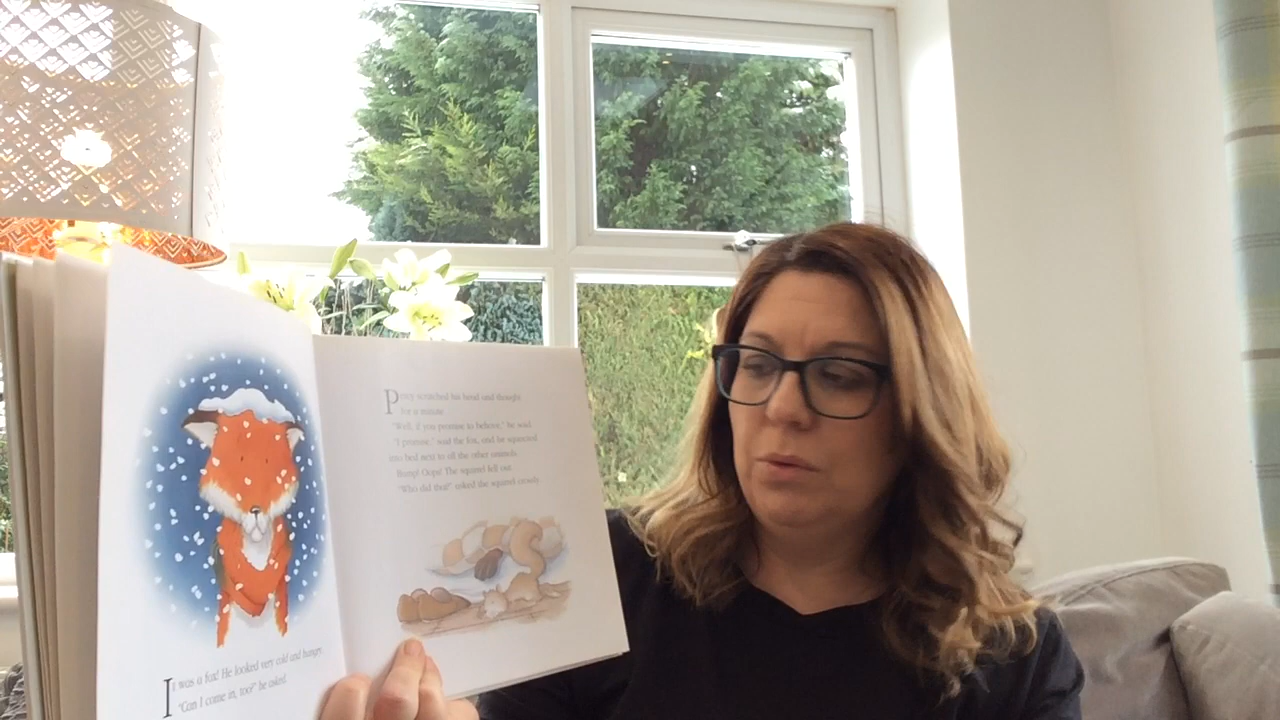 It was a fox! He looked very cold and hungry.
"Can I come in, too?" he asked.
Percy scratched his head and thought
for a minute.
"Well, if you promise to behave," he said.
"I promise," said the fox, and he squeezed
into bed next to all the other animals.
Bump! Oops! The squirrel fell out.
"Who did that?" asked the squirrel crossly.